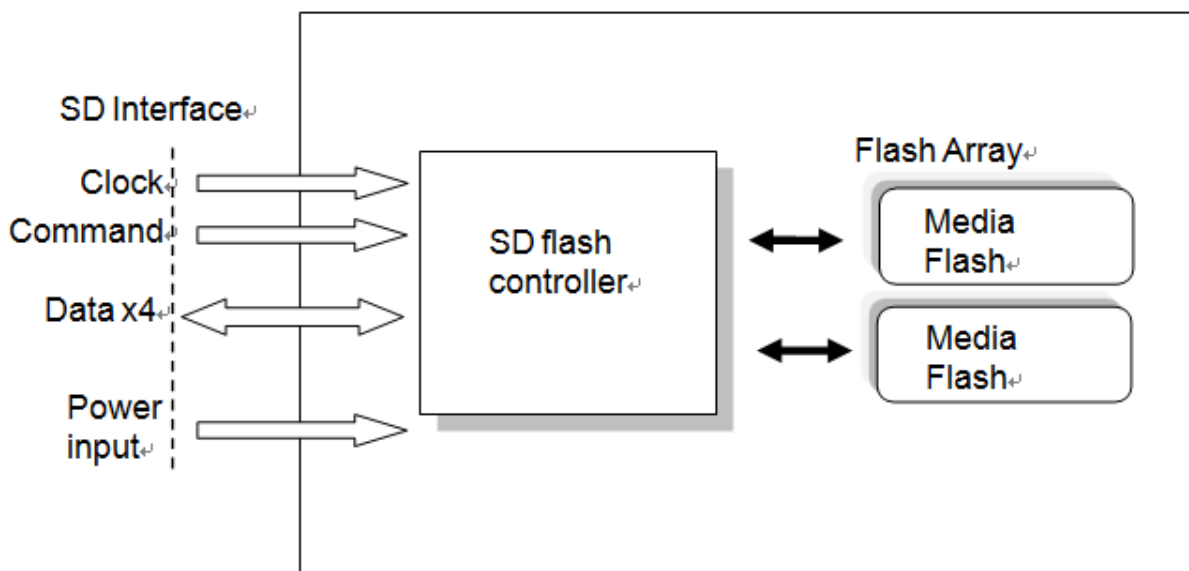 SD Interface↵
Clock↵
Command↵
Data x4↵
Power
input↵
SD flash
controller↵
Flash Array↵
Media
Flash↵
Media
Flash↵